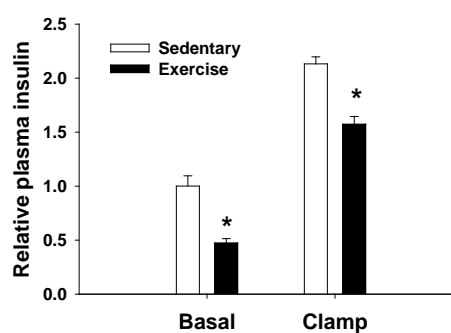 Relative plasma insulin
2.5
2.0
1.5
1.0
0.5
0.0
Sedentary
Exercise
*
*
Basal
Clamp